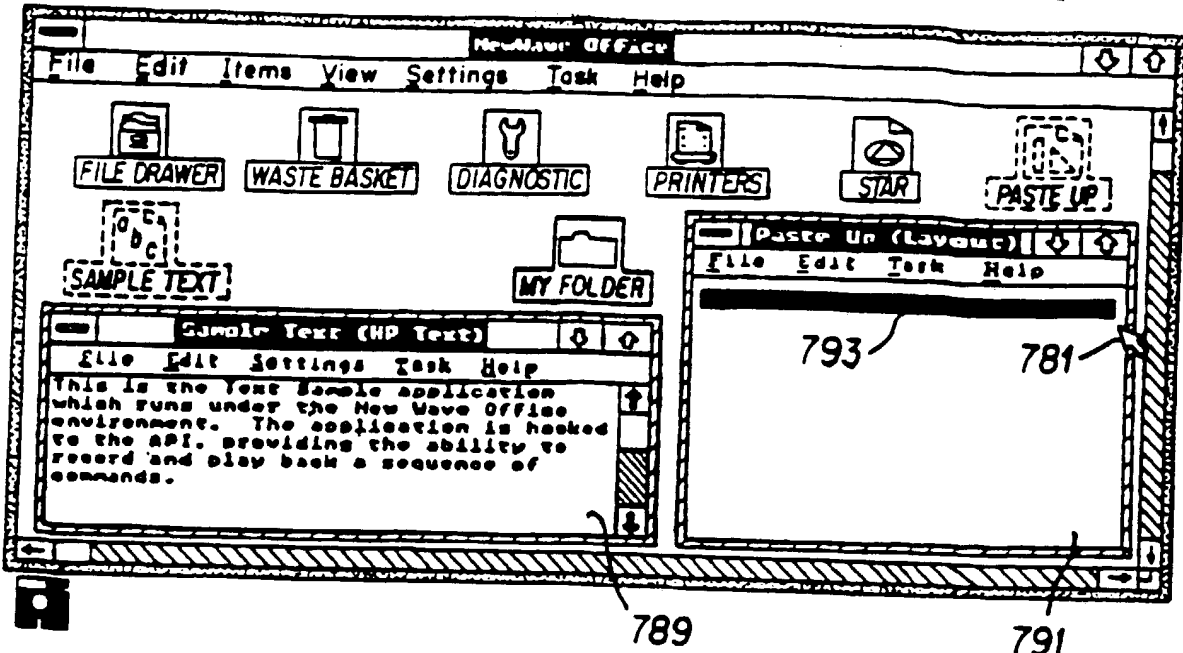 NewWave Office
File Edit Items View Settings Task Help
FILE DRAWER WASTE BASKET DIAGNOSTIC PRINTERS STAR PASTE UP
SAMPLE TEXT MY FOLDER
Paste Up (Layout)
File Edit Task Help
793 781
Sample Text (HP Text)
File Edit Settings Task Help
This is the Text Sample application
which runs under the New Wave Office
environment. The application is hooked
to the API, providing the ability to
record and play back a sequence of
commands.
789 791